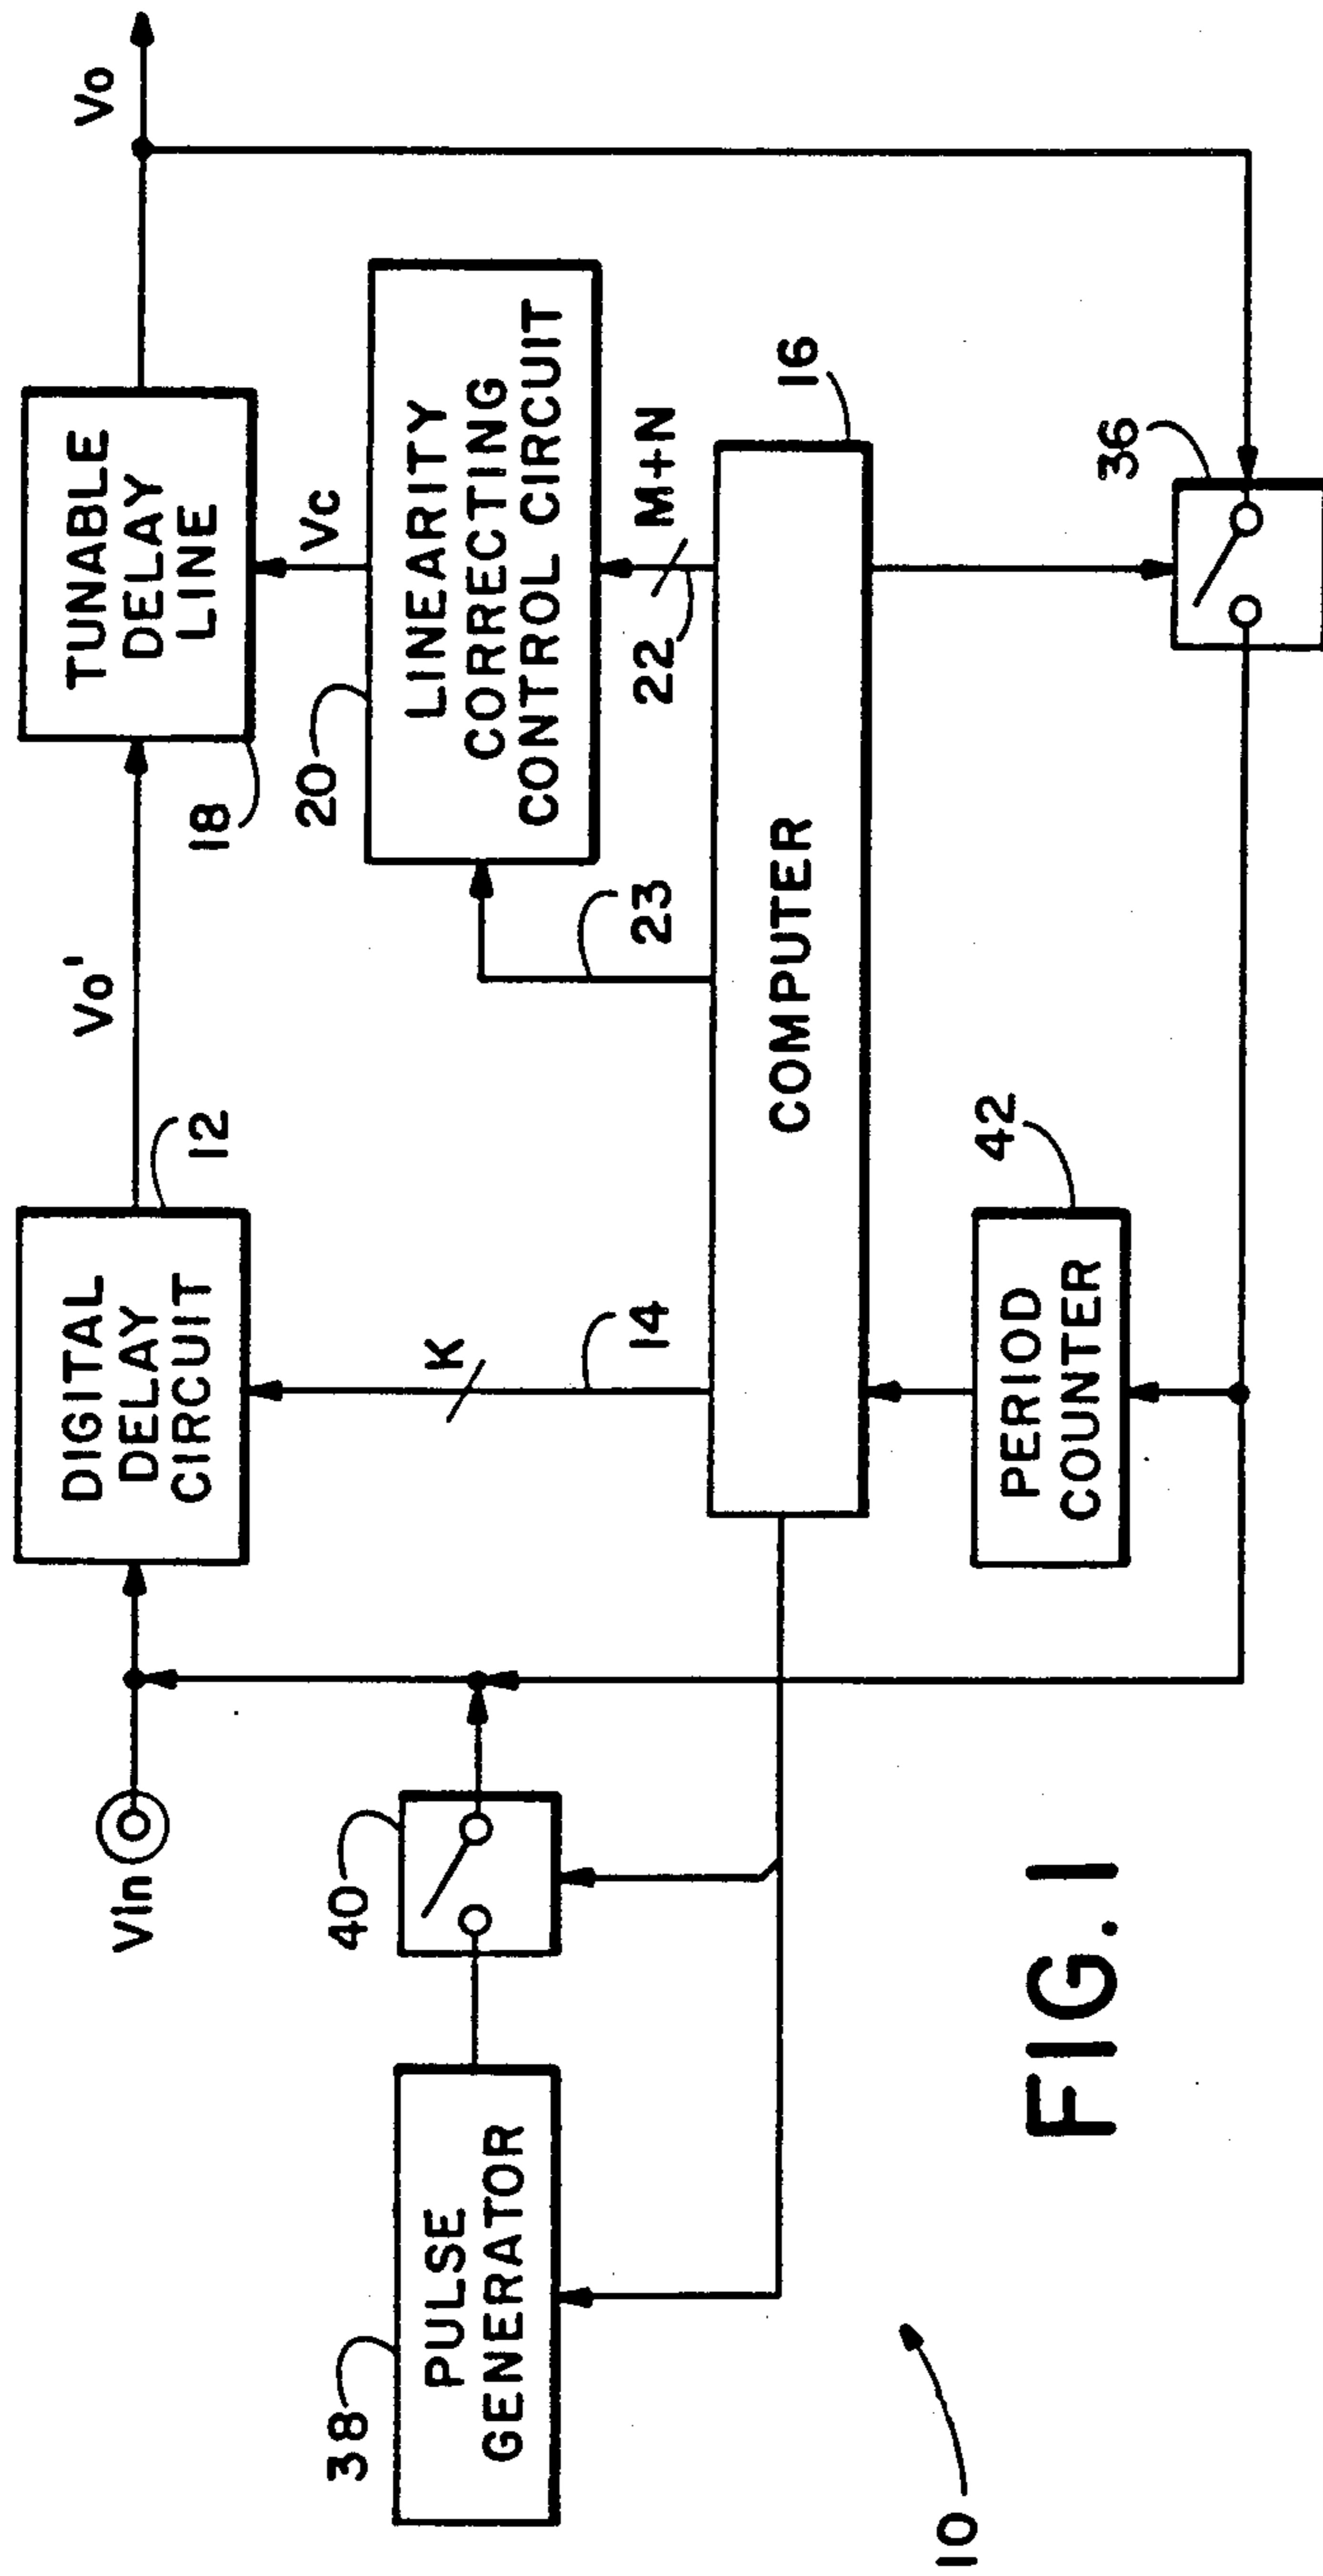 Vin
DIGITAL
DELAY
CIRCUIT
12
Vo'
TUNABLE
DELAY
LINE
18
Vo
K
14
Vc
20
LINEARITY
CORRECTING
CONTROL CIRCUIT
M+N
22
23
COMPUTER
16
40
38
PULSE
GENERATOR
PERIOD
COUNTER
42
36
10
FIG. 1